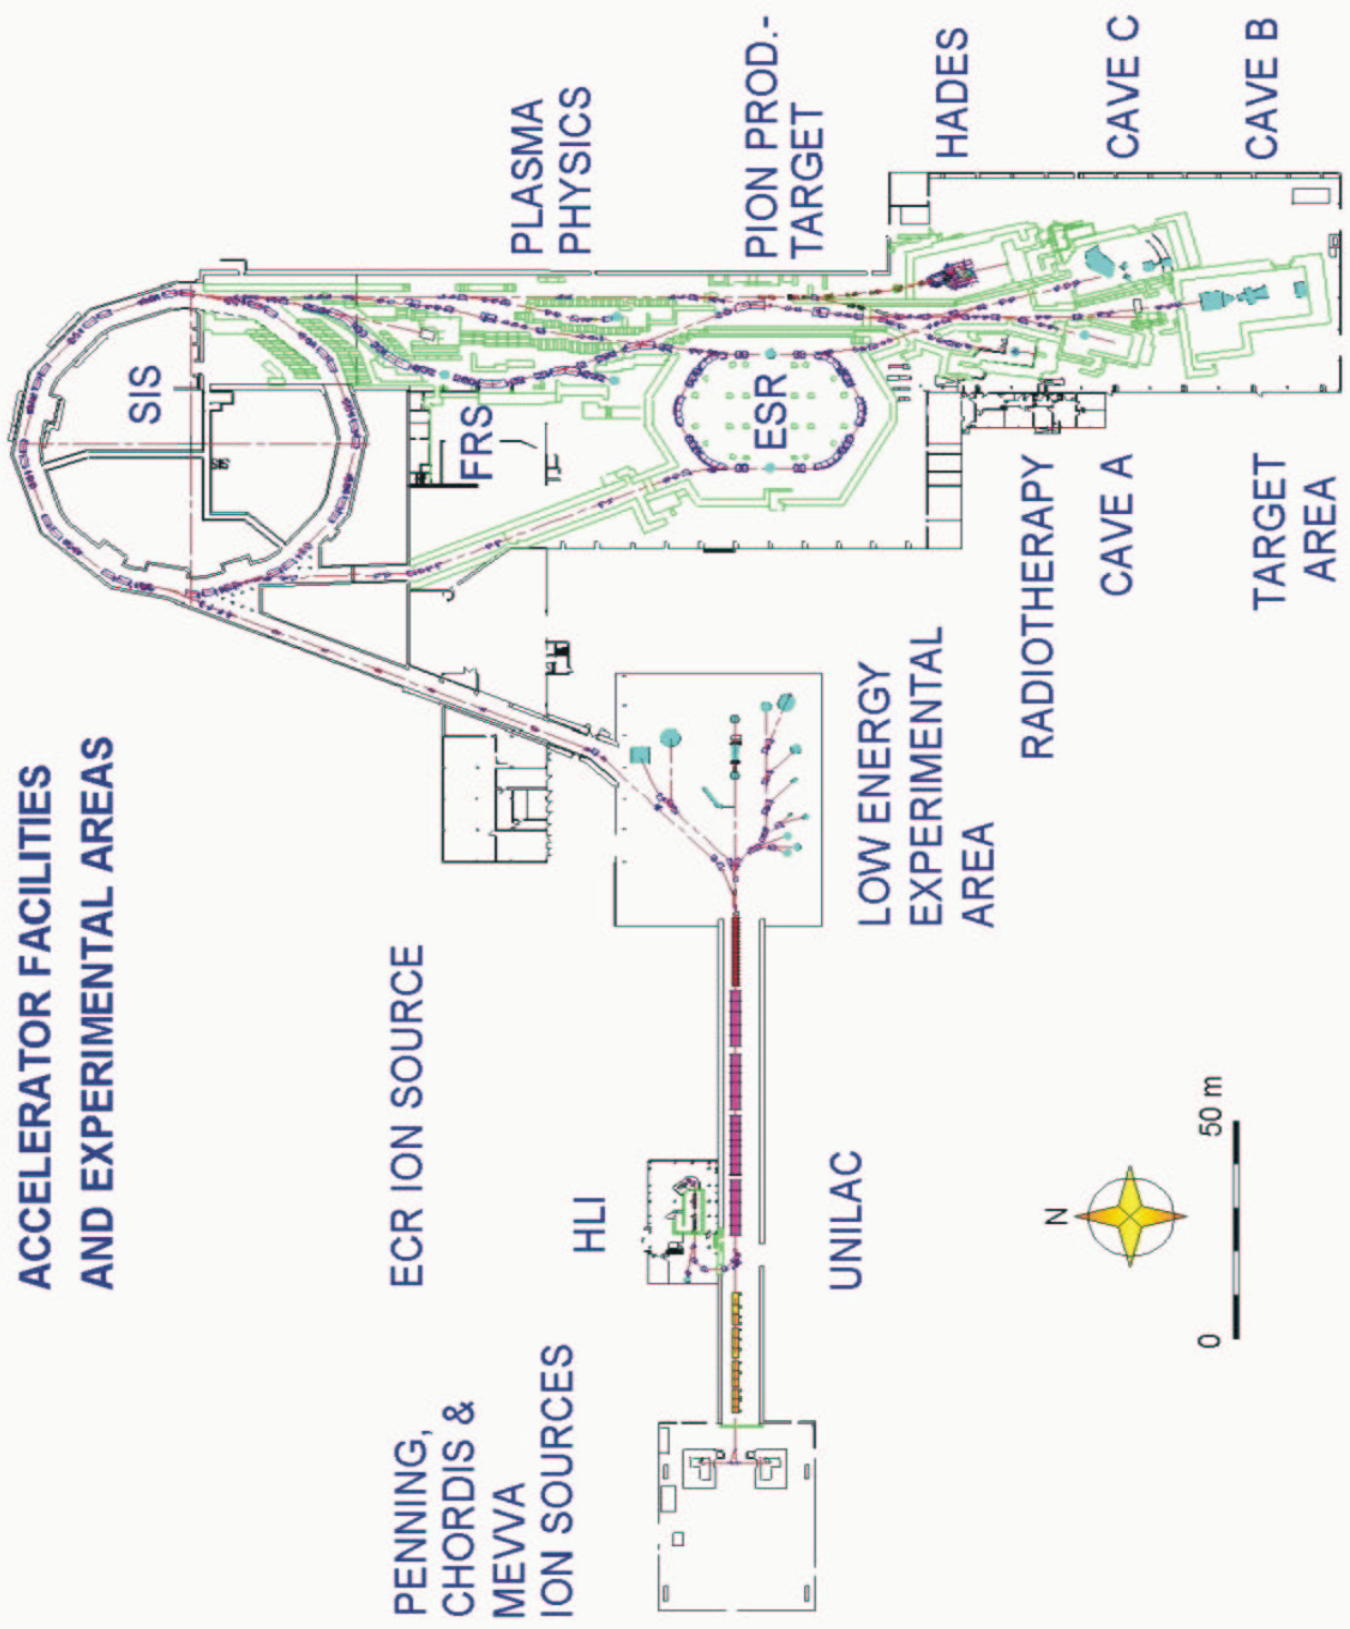 ACCELERATOR FACILITIES
AND EXPERIMENTAL AREAS
PENNING,
CHORDIS &
MEVVA
ION SOURCES
ECR ION SOURCE
HLI
UNILAC
LOW ENERGY
EXPERIMENTAL
AREA
SIS
SIS
FRS
ESR
PLASMA
PHYSICS
PION PROD.-
TARGET
HADES
CAVE C
CAVE B
RADIOTHERAPY
CAVE A
TARGET
AREA
N
0
50 m